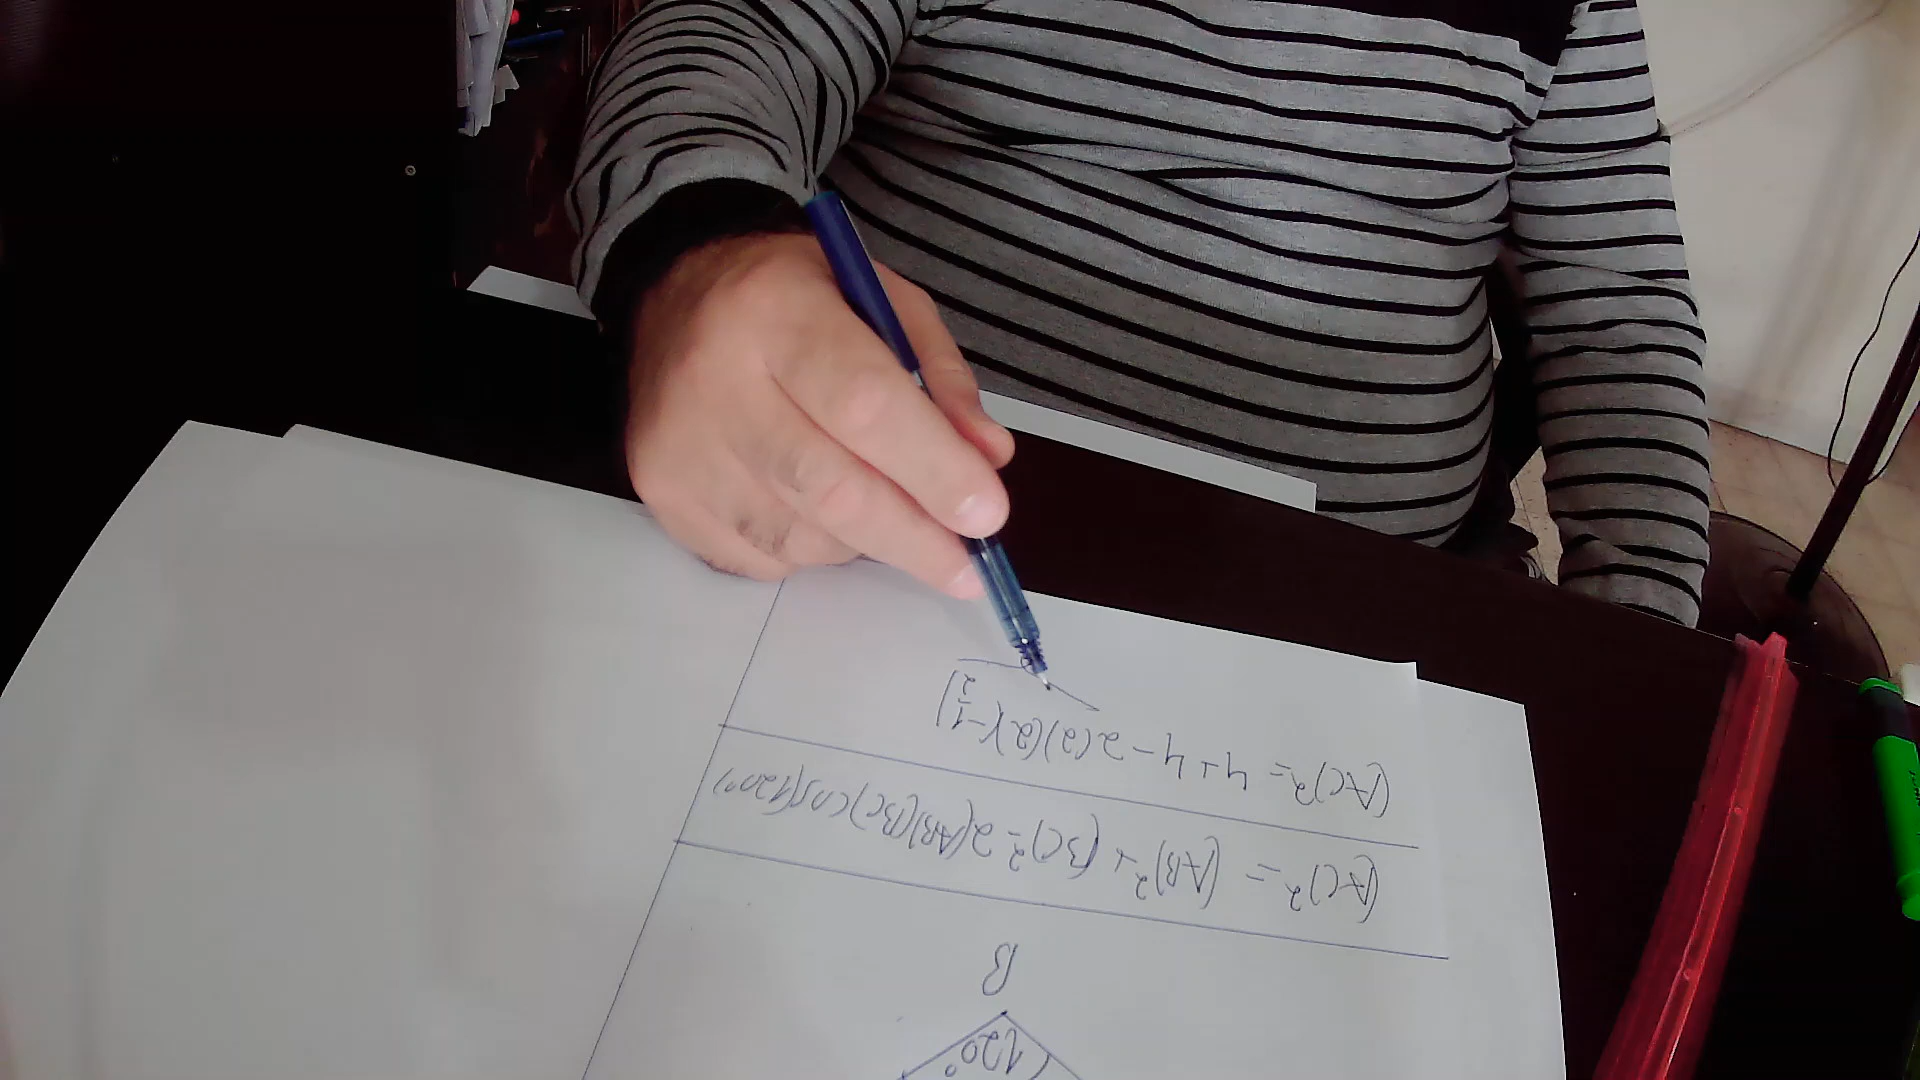 B
120°
(AC)² = (AB)² + (BC)² - 2(AB)(BC)cos(120°)
(AC)² = 4 + 4 - 2(2)(2)(-1/2)